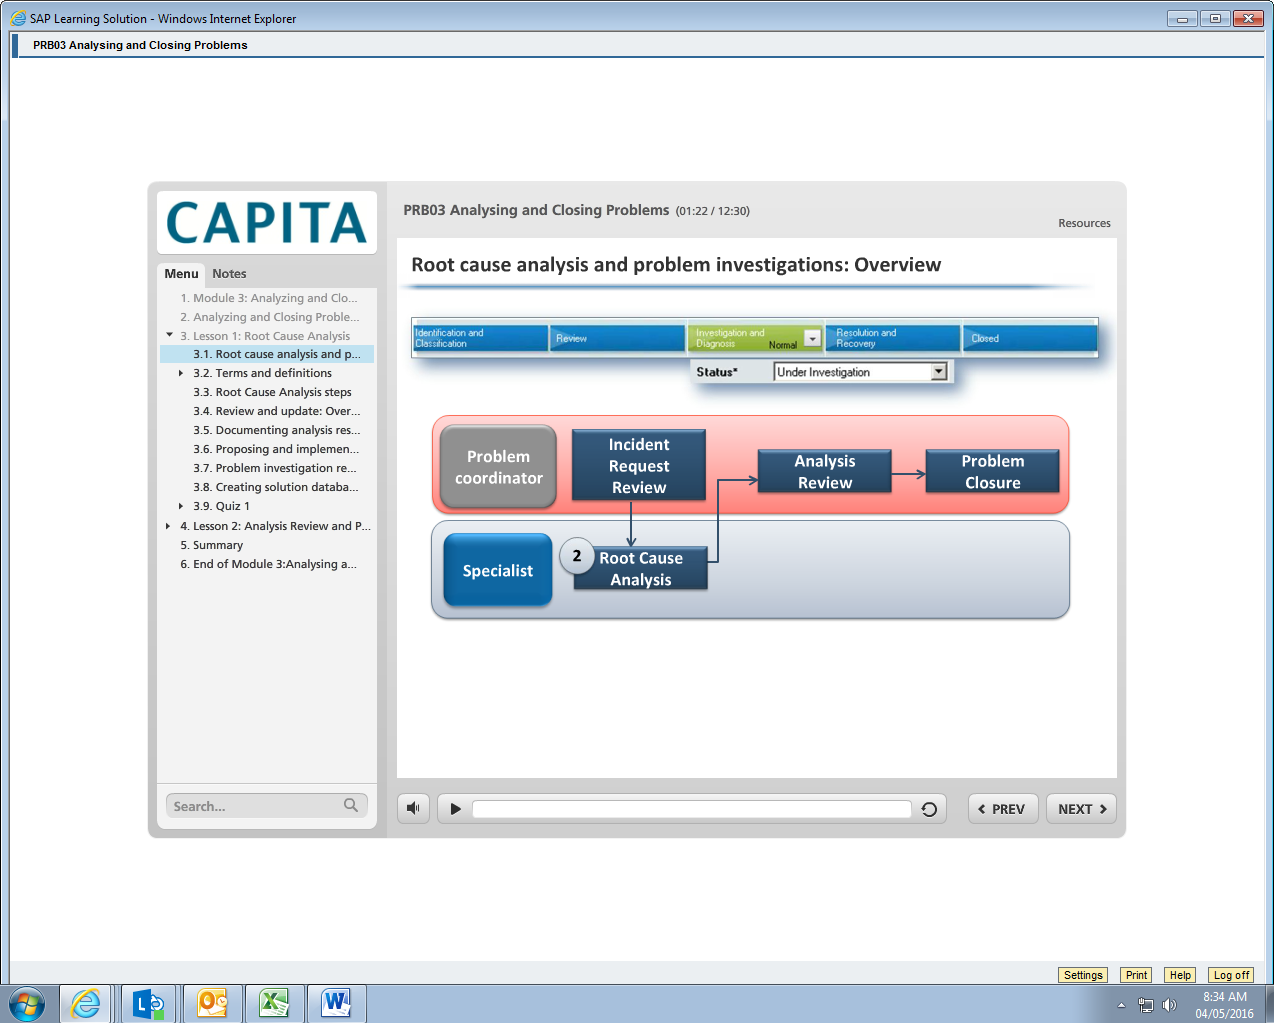 SAP Learning Solution - Windows Internet Explorer
PRB03 Analysing and Closing Problems
CAPITA
PRB03 Analysing and Closing Problems (01:22 / 12:30)
Resources
Menu Notes
1. Module 3: Analyzing and Clo...
2. Analyzing and Closing Proble...
3. Lesson 1: Root Cause Analysis
3.1. Root cause analysis and p...
3.2. Terms and definitions
3.3. Root Cause Analysis steps
3.4. Review and update: Over...
3.5. Documenting analysis res...
3.6. Proposing and implemen...
3.7. Problem investigation re...
3.8. Creating solution databa...
3.9. Quiz 1
4. Lesson 2: Analysis Review and P...
5. Summary
6. End of Module 3:Analysing a...
Search...
Root cause analysis and problem investigations: Overview
Identification and
Classification
Review
Investigation and
Diagnosis
Normal
Resolution and
Recovery
Closed
Status* Under Investigation
Problem
coordinator
Incident
Request
Review
Analysis
Review
Problem
Closure
Specialist
2
Root Cause
Analysis
PREV
NEXT
Settings Print Help Log off
8:34 AM
04/05/2016